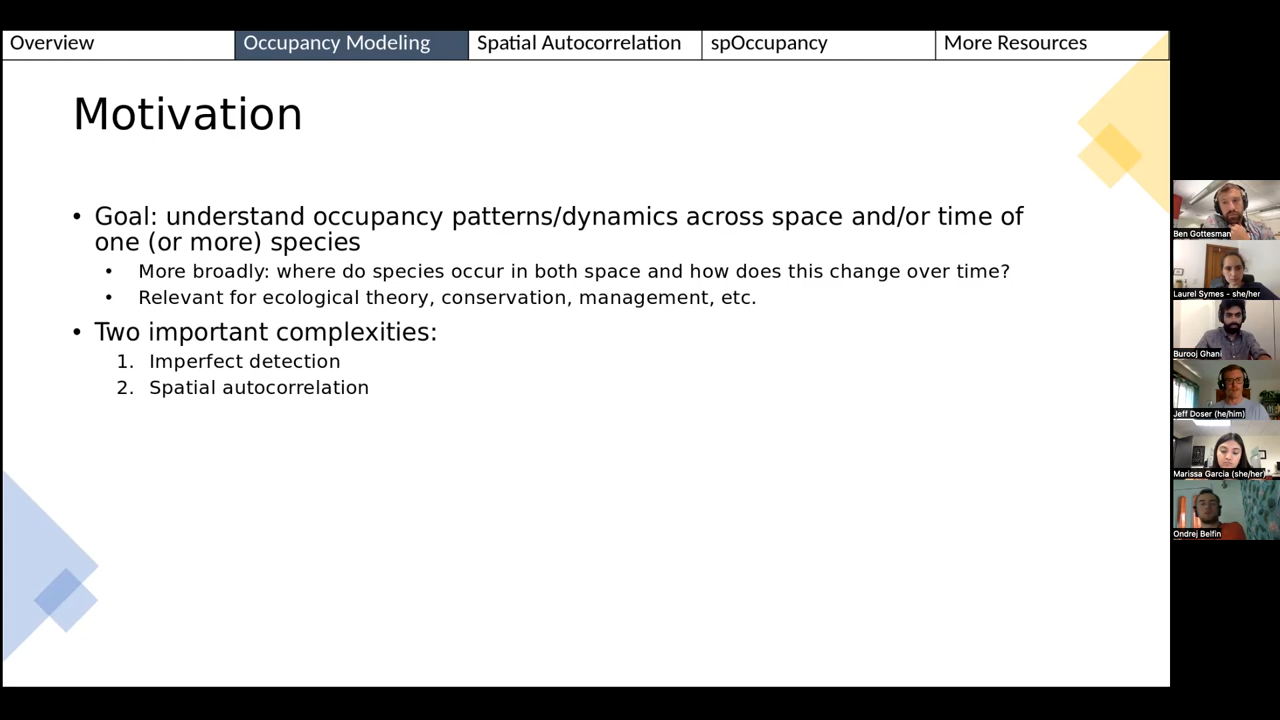 Overview
Occupancy Modeling
Spatial Autocorrelation
spOccupancy
More Resources
Motivation
• Goal: understand occupancy patterns/dynamics across space and/or time of
one (or more) species
• More broadly: where do species occur in both space and how does this change over time?
• Relevant for ecological theory, conservation, management, etc.
• Two important complexities:
1. Imperfect detection
2. Spatial autocorrelation
Ben Gottesman
Laurel Symes - she/her
Burooj Ghani
Jeff Doser (he/him)
Marissa Garcia (she/her)
Ondrej Belfin